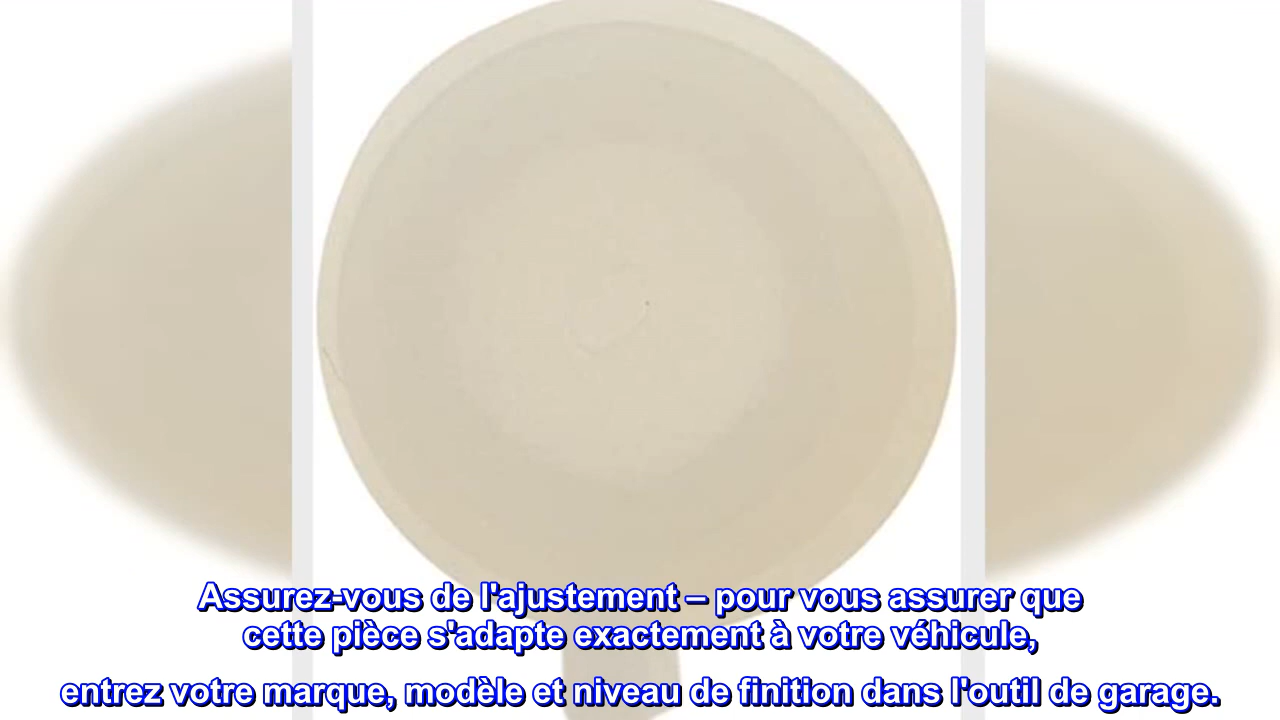 Assurez-vous de l'ajustement – pour vous assurer que
cette pièce s'adapte exactement à votre véhicule,
entrez votre marque, modèle et niveau de finition dans l'outil de garage.